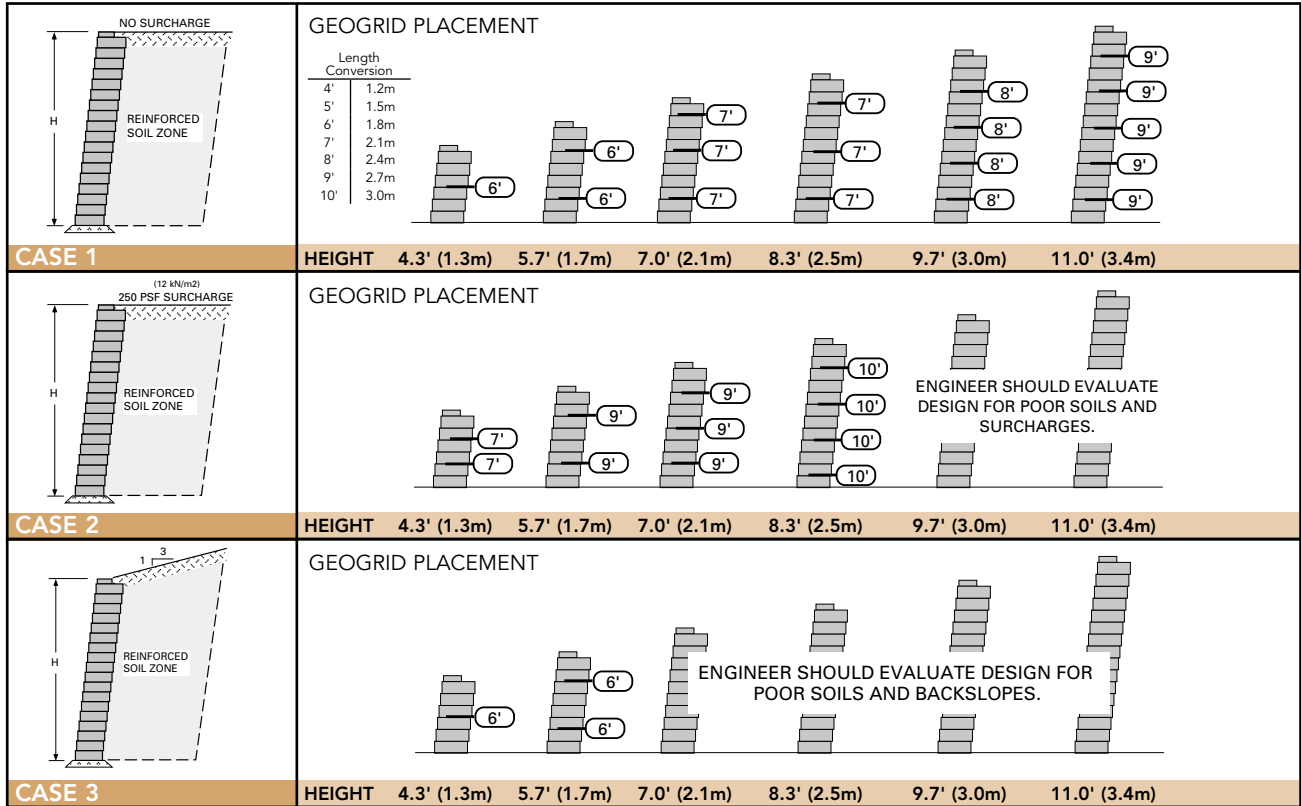 NO SURCHARGE
H
REINFORCED
SOIL ZONE
CASE 1
GEOGRID PLACEMENT
Length
Conversion
4' 1.2m
5' 1.5m
6' 1.8m
7' 2.1m
8' 2.4m
9' 2.7m
10' 3.0m
6'
6'
6'
7'
7'
7'
7'
7'
7'
8'
8'
8'
8'
9'
9'
9'
9'
9'
HEIGHT 4.3' (1.3m) 5.7' (1.7m) 7.0' (2.1m) 8.3' (2.5m) 9.7' (3.0m) 11.0' (3.4m)
(12 kN/m2)
250 PSF SURCHARGE
H
REINFORCED
SOIL ZONE
CASE 2
GEOGRID PLACEMENT
7'
7'
9'
9'
9'
9'
9'
10'
10'
10'
10'
ENGINEER SHOULD EVALUATE
DESIGN FOR POOR SOILS AND
SURCHARGES.
HEIGHT 4.3' (1.3m) 5.7' (1.7m) 7.0' (2.1m) 8.3' (2.5m) 9.7' (3.0m) 11.0' (3.4m)
3
1
H
REINFORCED
SOIL ZONE
CASE 3
GEOGRID PLACEMENT
6'
6'
6'
ENGINEER SHOULD EVALUATE DESIGN FOR
POOR SOILS AND BACKSLOPES.
HEIGHT 4.3' (1.3m) 5.7' (1.7m) 7.0' (2.1m) 8.3' (2.5m) 9.7' (3.0m) 11.0' (3.4m)